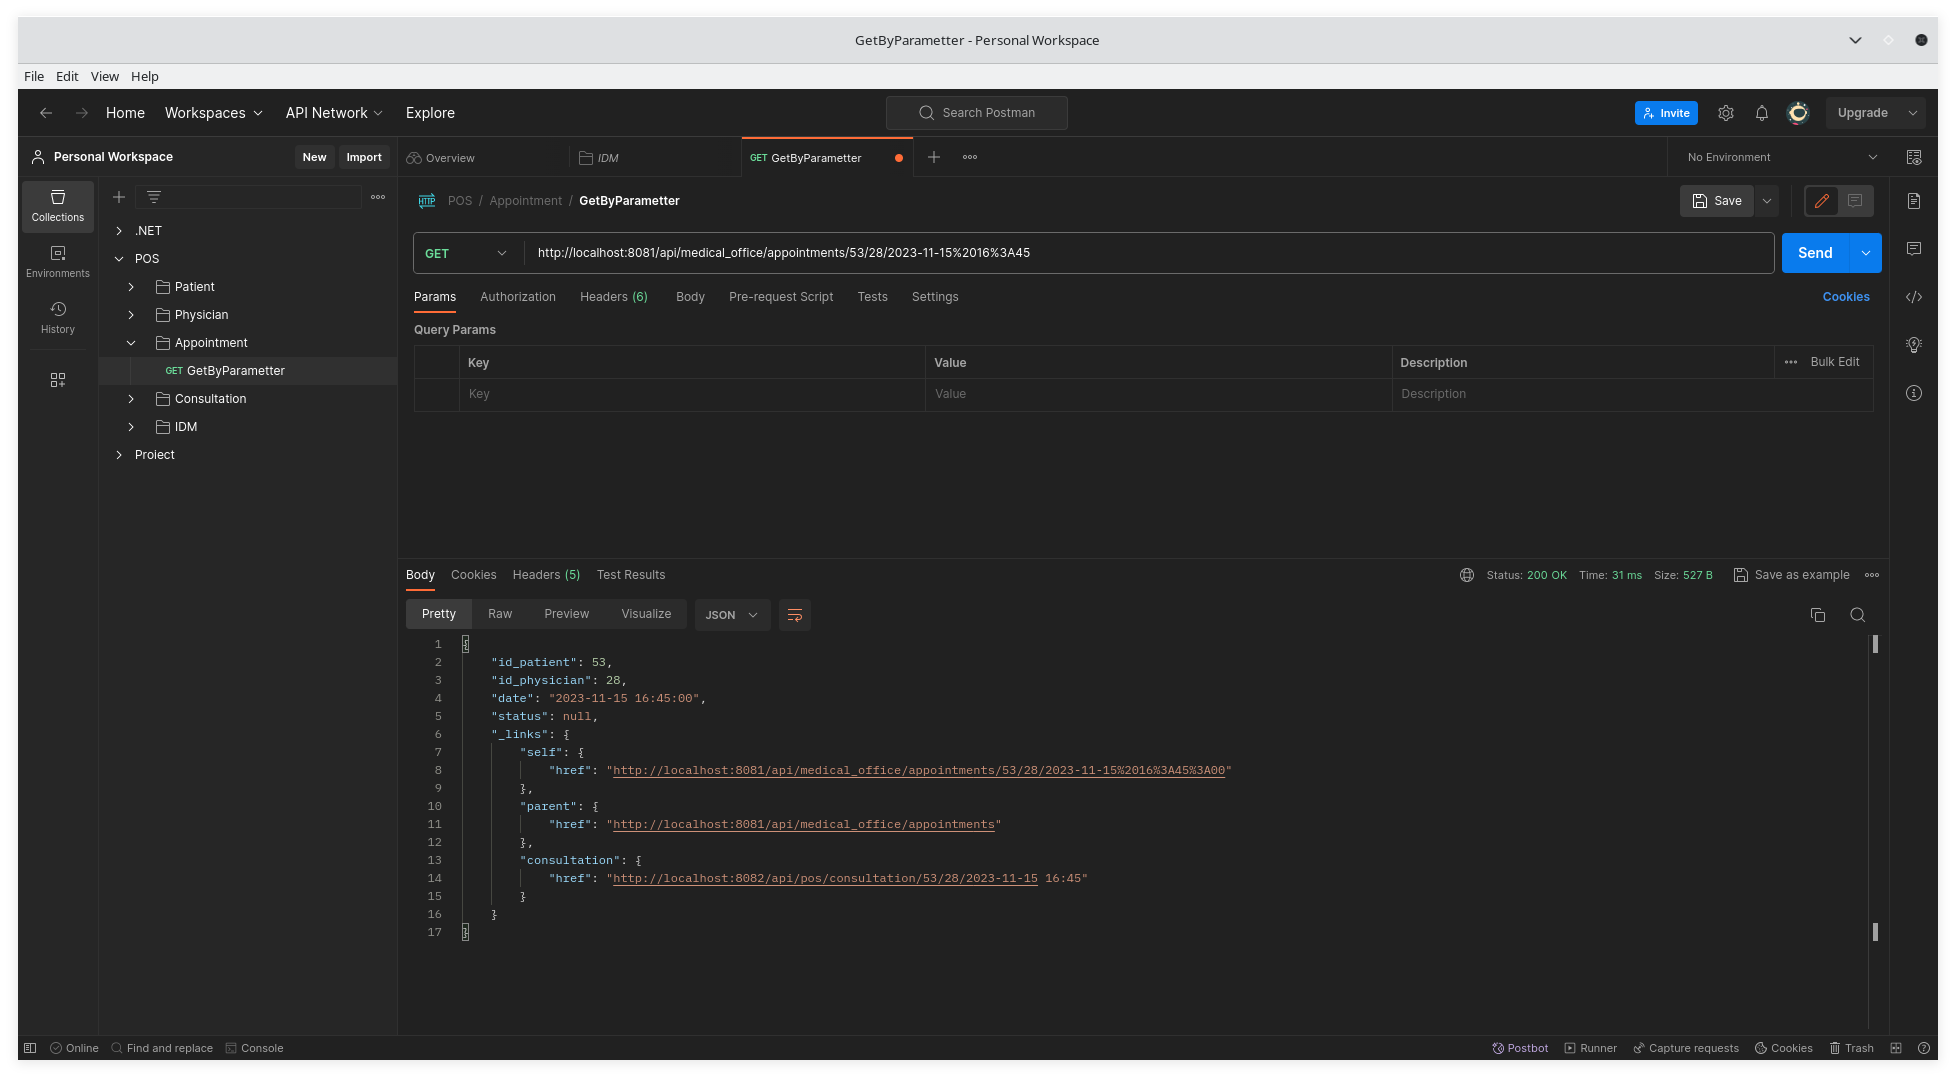 GetByParametter - Personal Workspace
File Edit View Help
Home Workspaces API Network Explore Search Postman Invite Upgrade
Personal Workspace New Import Overview IDM GET GetByParametter No Environment
Collections
Environments
History
.NET
POS
Patient
Physician
Appointment
GET GetByParametter
Consultation
IDM
Proiect
HTTP POS / Appointment / GetByParametter Save
GET http://localhost:8081/api/medical_office/appointments/53/28/2023-11-15%2016%3A45 Send
Params Authorization Headers (6) Body Pre-request Script Tests Settings Cookies
Query Params
Key Value Description Bulk Edit
Key Value Description
Body Cookies Headers (5) Test Results Status: 200 OK Time: 31 ms Size: 527 B Save as example
Pretty Raw Preview Visualize JSON
1 {
2 "id_patient": 53,
3 "id_physician": 28,
4 "date": "2023-11-15 16:45:00",
5 "status": null,
6 "_links": {
7 "self": {
8 "href": "http://localhost:8081/api/medical_office/appointments/53/28/2023-11-15%2016%3A45%3A00"
9 },
10 "parent": {
11 "href": "http://localhost:8081/api/medical_office/appointments"
12 },
13 "consultation": {
14 "href": "http://localhost:8082/api/pos/consultation/53/28/2023-11-15 16:45"
15 }
16 }
17 }
Online Find and replace Console Postbot Runner Capture requests Cookies Trash